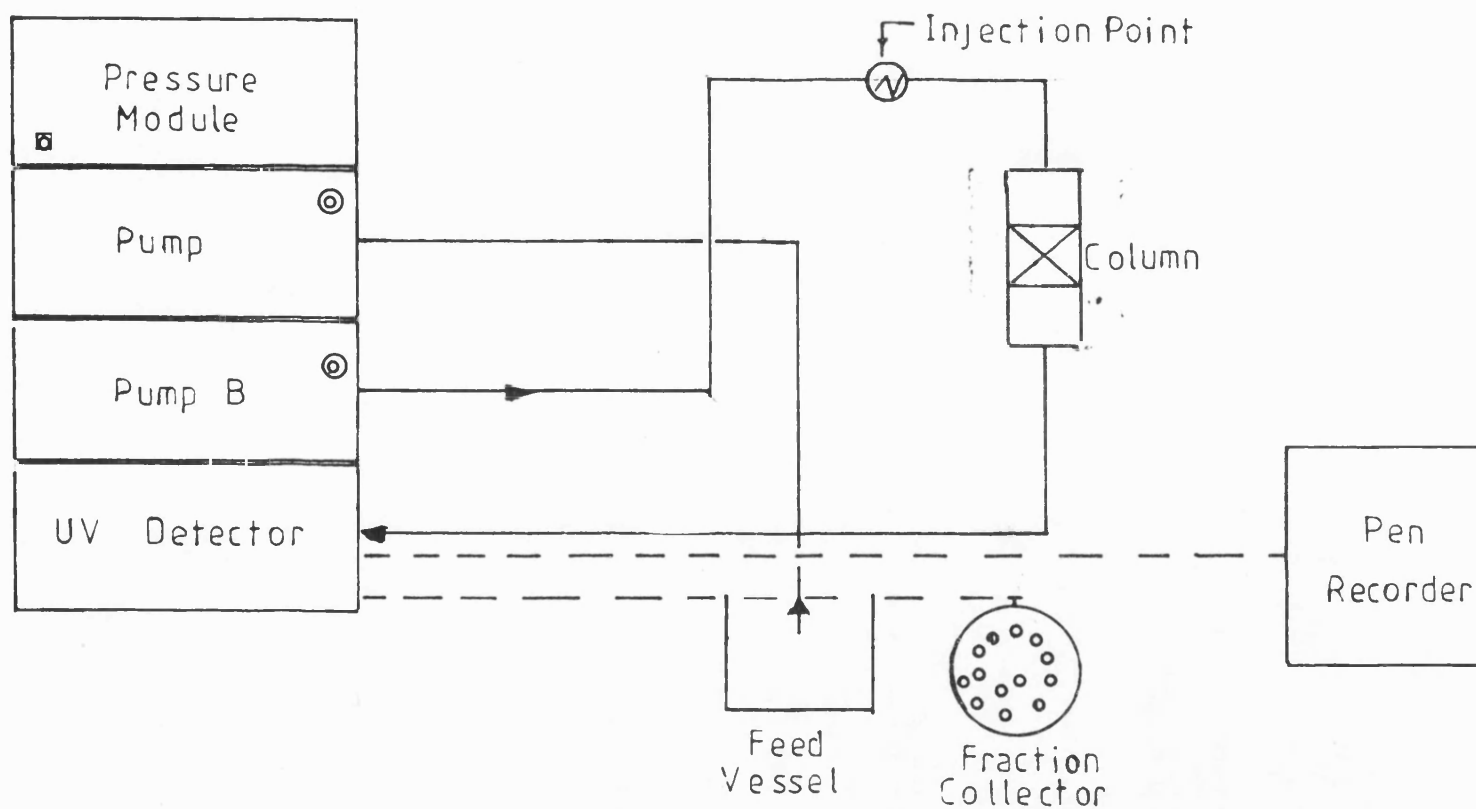 Injection Point
Pressure
Module
Pump
Column
Pump B
UV Detector
Pen
Recorder
Feed
Vessel
Fraction
Collector